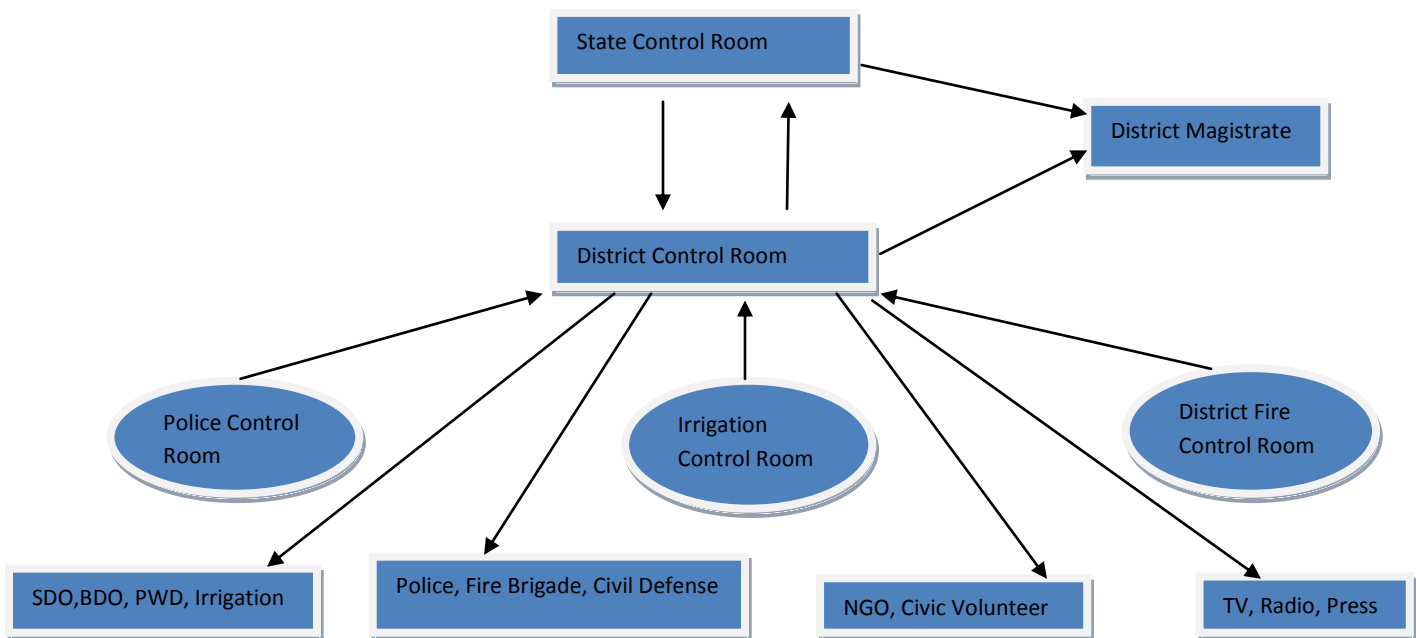 State Control Room
District Magistrate
District Control Room
Police Control
Room
Irrigation
Control Room
District Fire
Control Room
SDO,BDO, PWD, Irrigation
Police, Fire Brigade, Civil Defense
NGO, Civic Volunteer
TV, Radio, Press